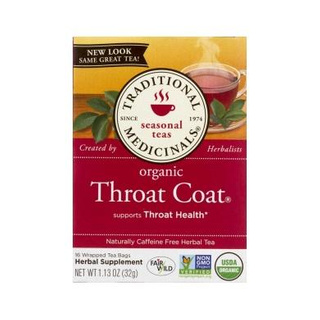 NEW LOOK
SAME GREAT TEA!
TRADITIONAL
SINCE 1974
seasonal
teas
MEDICINALS®
Created by Herbalists
organic
Throat Coat®
supports Throat Health*
Naturally Caffeine Free Herbal Tea
16 Wrapped Tea Bags
Herbal Supplement
NET WT. 1.13 OZ (32g)
FAIR
WILD
NON
GMO
Project
VERIFIED
USDA
ORGANIC